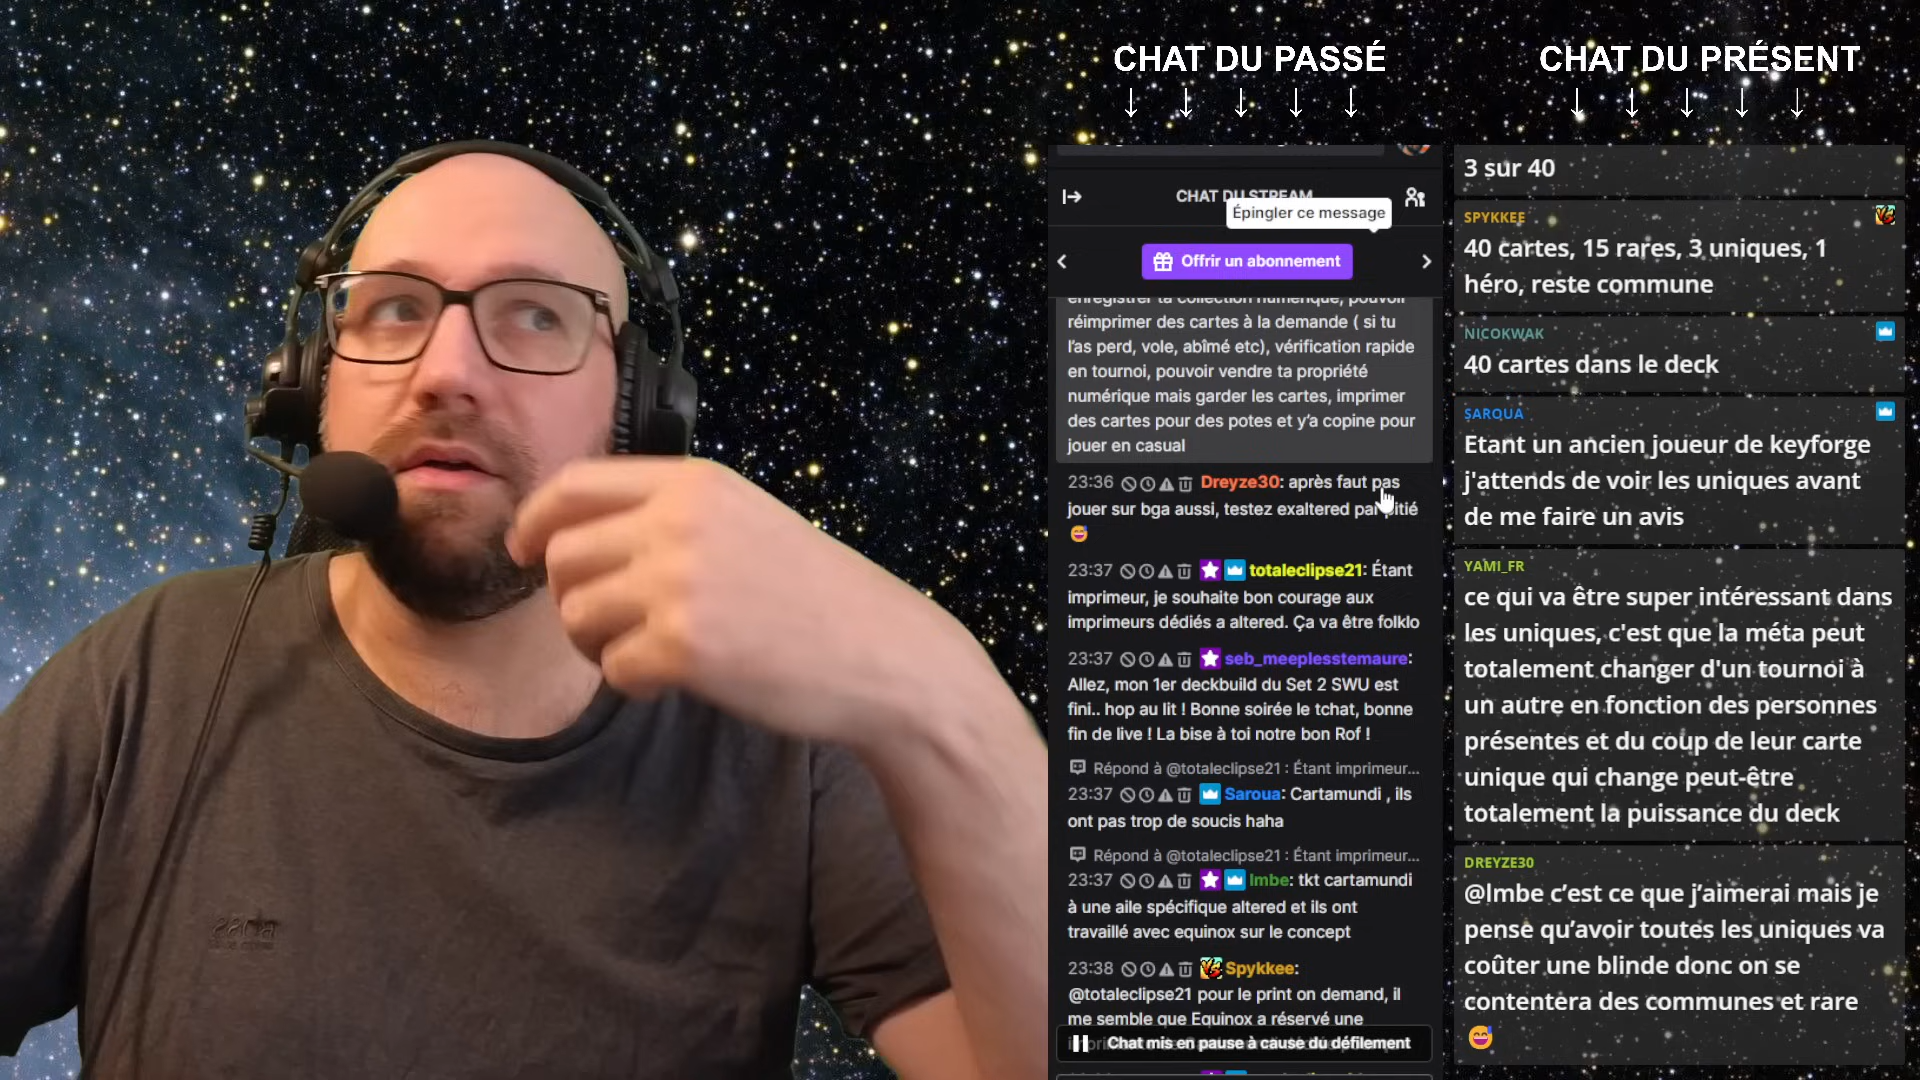 CHAT DU PASSÉ
CHAT DU STREAM
Épingler ce message
Offrir un abonnement
enregistrer ta collection numérique, pouvoir
réimprimer des cartes à la demande ( si tu
l'as perd, vole, abîmé etc), vérification rapide
en tournoi, pouvoir vendre ta propriété
numérique mais garder les cartes, imprimer
des cartes pour des potes et y'a copine pour
jouer en casual
23:36 Dreyze30: après faut pas
jouer sur bga aussi, testez exaltered par pitié
23:37 totaleclipse21: Étant
imprimeur, je souhaite bon courage aux
imprimeurs dédiés a altered. Ça va être folklo
23:37 seb_meeplesstemaure:
Allez, mon 1er deckbuild du Set 2 SWU est
fini.. hop au lit ! Bonne soirée le tchat, bonne
fin de live ! La bise à toi notre bon Rof !
Répond à @totaleclipse21 : Étant imprimeur...
23:37 Saroua: Cartamundi , ils
ont pas trop de soucis haha
Répond à @totaleclipse21 : Étant imprimeur...
23:37 lmbe: tkt cartamundi
à une aile spécifique altered et ils ont
travaillé avec equinox sur le concept
23:38 Spykkee:
@totaleclipse21 pour le print on demand, il
me semble que Equinox a réservé une
Chat mis en pause à cause du défilement
CHAT DU PRÉSENT
3 sur 40
SPYKKEE
40 cartes, 15 rares, 3 uniques, 1
héro, reste commune
NICOKWAK
40 cartes dans le deck
SAROUA
Etant un ancien joueur de keyforge
j'attends de voir les uniques avant
de me faire un avis
YAMI_FR
ce qui va être super intéressant dans
les uniques, c'est que la méta peut
totalement changer d'un tournoi à
un autre en fonction des personnes
présentes et du coup de leur carte
unique qui change peut-être
totalement la puissance du deck
DREYZE30
@lmbe c'est ce que j'aimerai mais je
pense qu'avoir toutes les uniques va
coûter une blinde donc on se
contentera des communes et rare